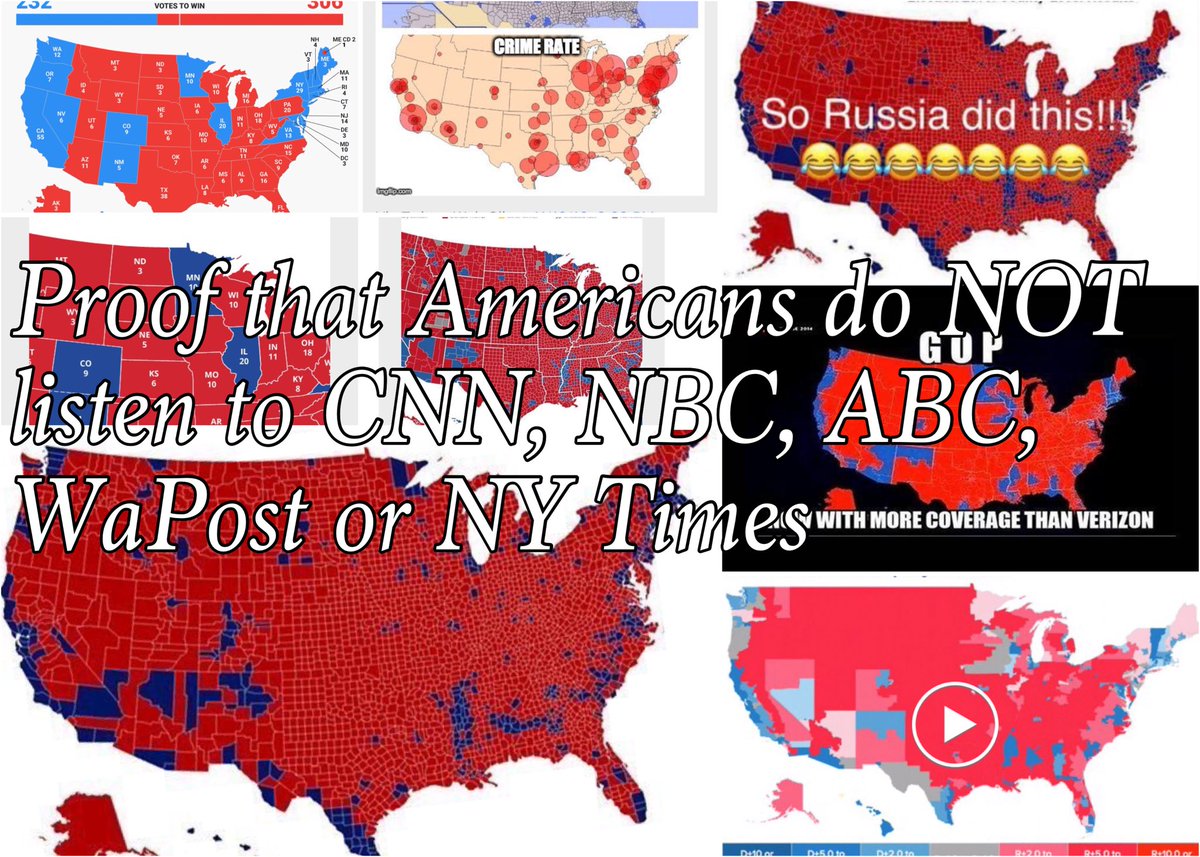 232
VOTES TO WIN
306
WA
12
OR
7
CA
55
NV
6
ID
4
MT
3
WY
3
UT
6
AZ
11
CO
9
NM
5
ND
3
SD
3
NE
5
KS
6
OK
7
TX
38
MN
10
IA
6
MO
10
AR
6
LA
8
WI
10
IL
20
MI
16
IN
11
OH
18
KY
8
TN
11
MS
6
AL
9
GA
16
FL
SC
9
NC
15
VA
13
WV
5
PA
20
NY
29
VT
3
NH
4
ME
3
ME CD 2
1
MA
11
RI
4
CT
7
NJ
14
DE
3
MD
10
DC
3
AK
3
CRIME RATE
imgflip.com
So Russia did this!!!
😂😂😂😂😂😂😂
MT
ND
3
MN
10
WI
10
WY
NE
5
CO
9
KS
6
MO
10
IL
20
IN
11
OH
18
KY
8
AR
Proof that Americans do NOT
listen to CNN, NBC, ABC,
WaPost or NY Times
GOP
WITH MORE COVERAGE THAN VERIZON
D+10 or
D+5.0 to
D+2.0 to
R+2.0 to
R+5.0 to
R+10.0 or